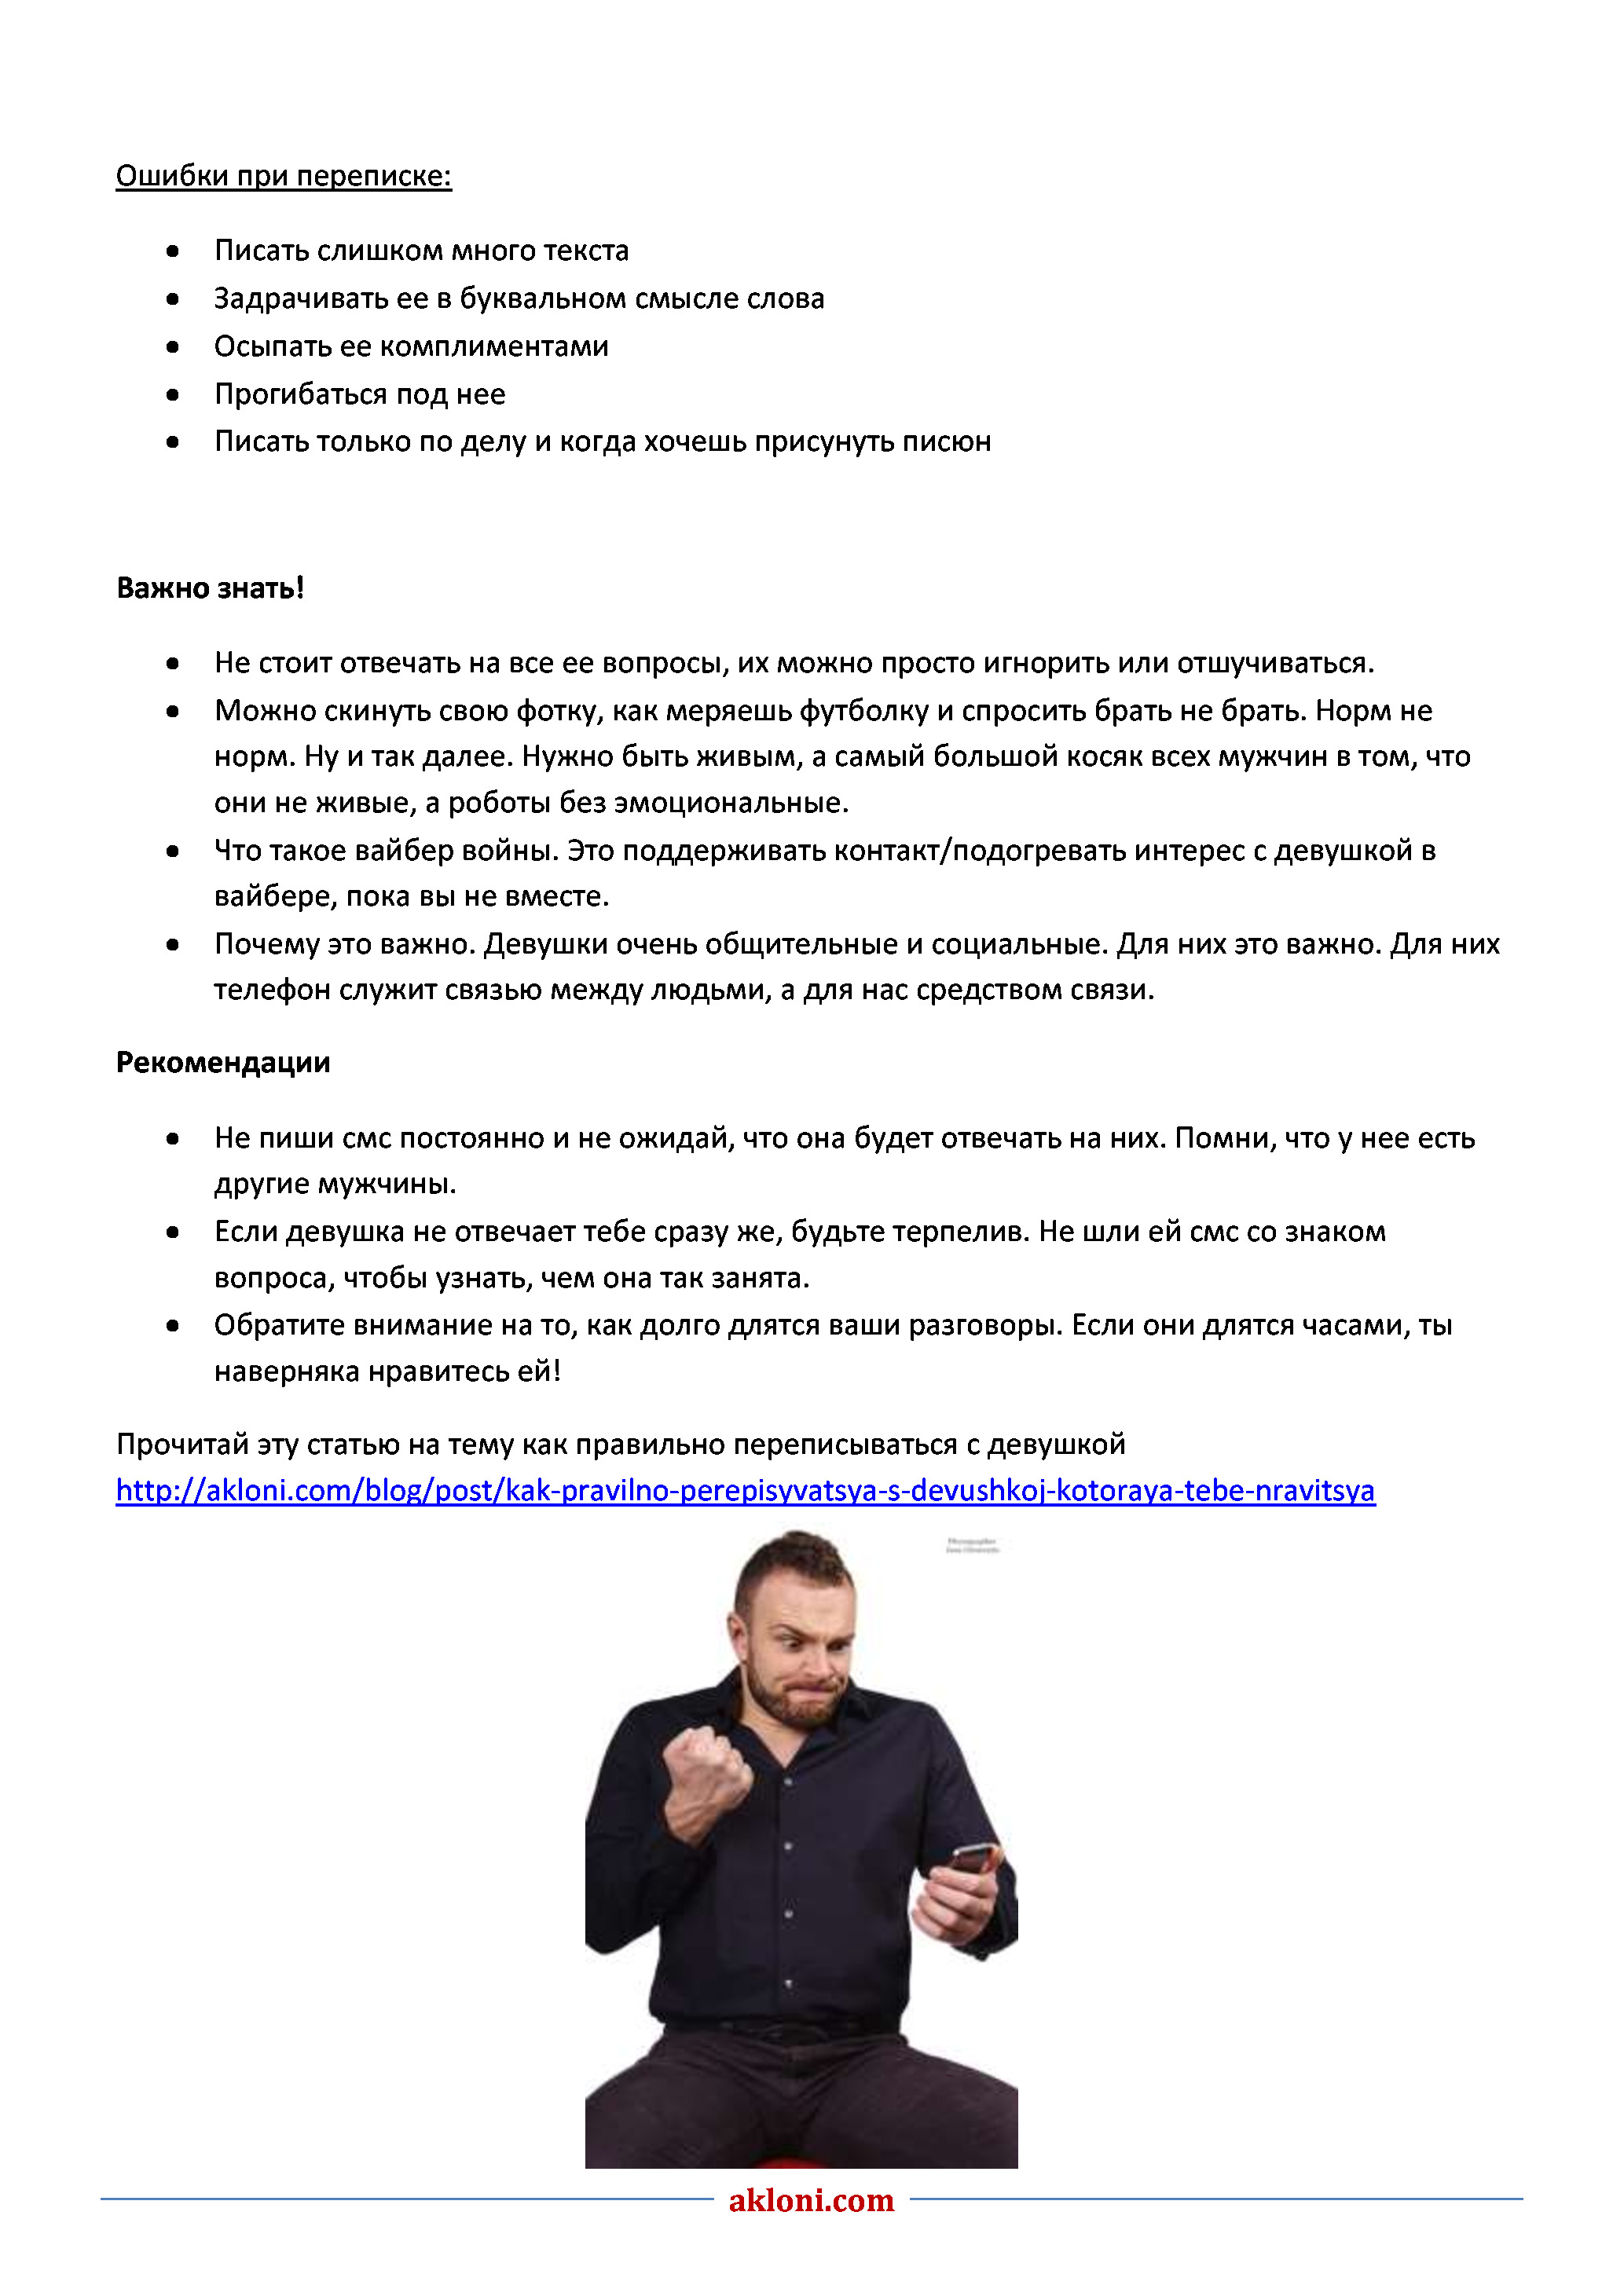 Ошибки при переписке:
• Писать слишком много текста
• Задрачивать ее в буквальном смысле слова
• Осыпать ее комплиментами
• Прогибаться под нее
• Писать только по делу и когда хочешь присунуть писюн
Важно знать!
• Не стоит отвечать на все ее вопросы, их можно просто игнорить или отшучиваться.
• Можно скинуть свою фотку, как меряешь футболку и спросить брать не брать. Норм не
норм. Ну и так далее. Нужно быть живым, а самый большой косяк всех мужчин в том, что
они не живые, а роботы без эмоциональные.
• Что такое вайбер войны. Это поддерживать контакт/подогревать интерес с девушкой в
вайбере, пока вы не вместе.
• Почему это важно. Девушки очень общительные и социальные. Для них это важно. Для них
телефон служит связью между людьми, а для нас средством связи.
Рекомендации
• Не пиши смс постоянно и не ожидай, что она будет отвечать на них. Помни, что у нее есть
другие мужчины.
• Если девушка не отвечает тебе сразу же, будьте терпелив. Не шли ей смс со знаком
вопроса, чтобы узнать, чем она так занята.
• Обратите внимание на то, как долго длятся ваши разговоры. Если они длятся часами, ты
наверняка нравитесь ей!
Прочитай эту статью на тему как правильно переписываться с девушкой
http://akloni.com/blog/post/kak-pravilno-perepisyvatsya-s-devushkoj-kotoraya-tebe-nravitsya
Photographer
akloni.com